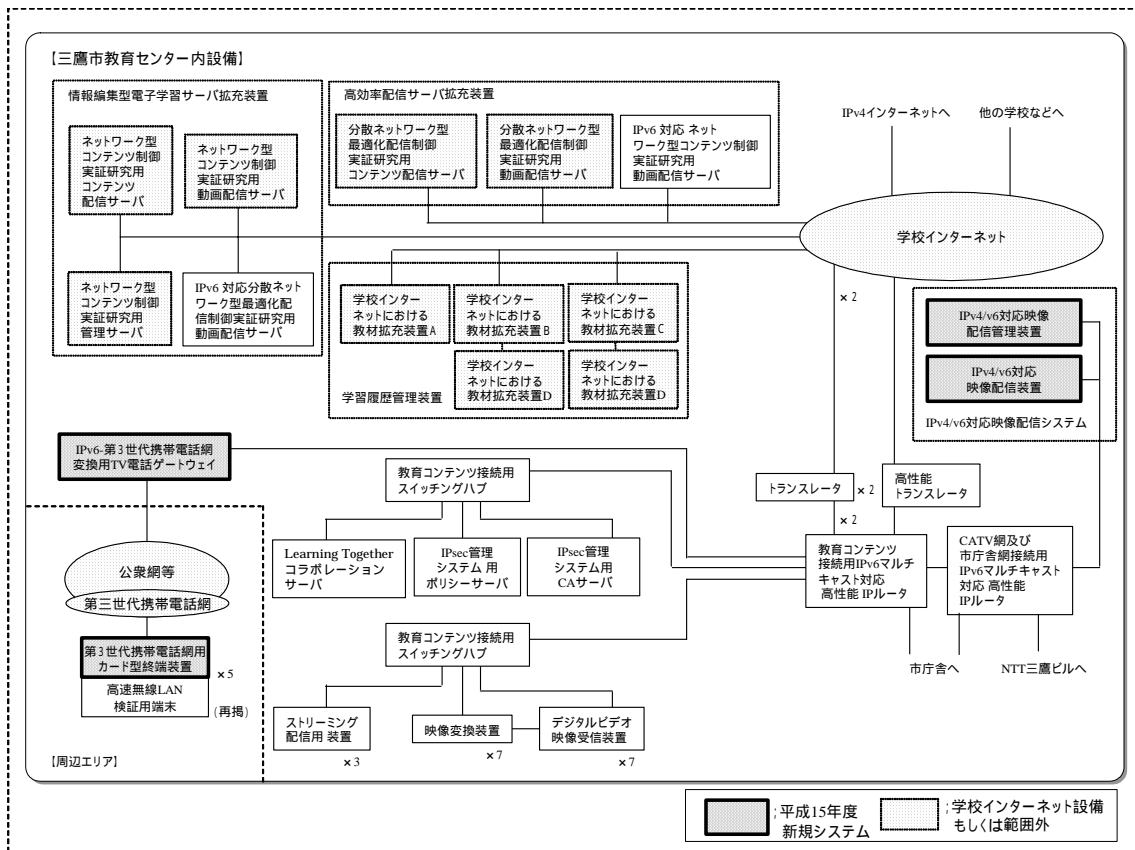 【三鷹市教育センター内設備】
情報編集型電子学習サーバ拡充装置
ネットワーク型
コンテンツ制御
実証研究用
コンテンツ
配信サーバ
ネットワーク型
コンテンツ制御
実証研究用
動画配信サーバ
ネットワーク型
コンテンツ制御
実証研究用
管理サーバ
IPv6 対応分散ネット
ワーク型最適化配
信制御実証研究用
動画配信サーバ
高効率配信サーバ拡充装置
分散ネットワーク型
最適化配信制御
実証研究用
コンテンツ配信サーバ
分散ネットワーク型
最適化配信制御
実証研究用
動画配信サーバ
IPv6 対応 ネット
ワーク型コンテンツ制御
実証研究用
動画配信サーバ
IPv4インターネットへ
他の学校などへ
学校インターネット
学校インター
ネットにおける
教材拡充装置A
学校インター
ネットにおける
教材拡充装置B
学校インター
ネットにおける
教材拡充装置C
学校インター
ネットにおける
教材拡充装置D
学校インター
ネットにおける
教材拡充装置D
学習履歴管理装置
×2
IPv4/v6対応映像
配信管理装置
IPv4/v6対応
映像配信装置
IPv4/v6対応映像配信システム
IPv6-第3世代携帯電話網
変換用TV電話ゲートウェイ
教育コンテンツ接続用
スイッチングハブ
トランスレータ
×2
高性能
トランスレータ
×2
Learning Together
コラボレーション
サーバ
IPsec管理
システム 用
ポリシーサーバ
IPsec管理
システム用
CAサーバ
教育コンテンツ
接続用IPv6マルチ
キャスト対応
高性能 IPルータ
CATV網及び
市庁舎網接続用
IPv6マルチキャスト
対応 高性能
IPルータ
公衆網等
第三世代携帯電話網
第3世代携帯電話網用
カード型終端装置
×5
高速無線LAN
検証用端末
(再掲)
【周辺エリア】
教育コンテンツ接続用
スイッチングハブ
市庁舎へ
NTT三鷹ビルへ
ストリーミング
配信用 装置
×3
映像変換装置
×7
デジタルビデオ
映像受信装置
×7
;平成15年度
新規システム
;学校インターネット設備
もしくは範囲外